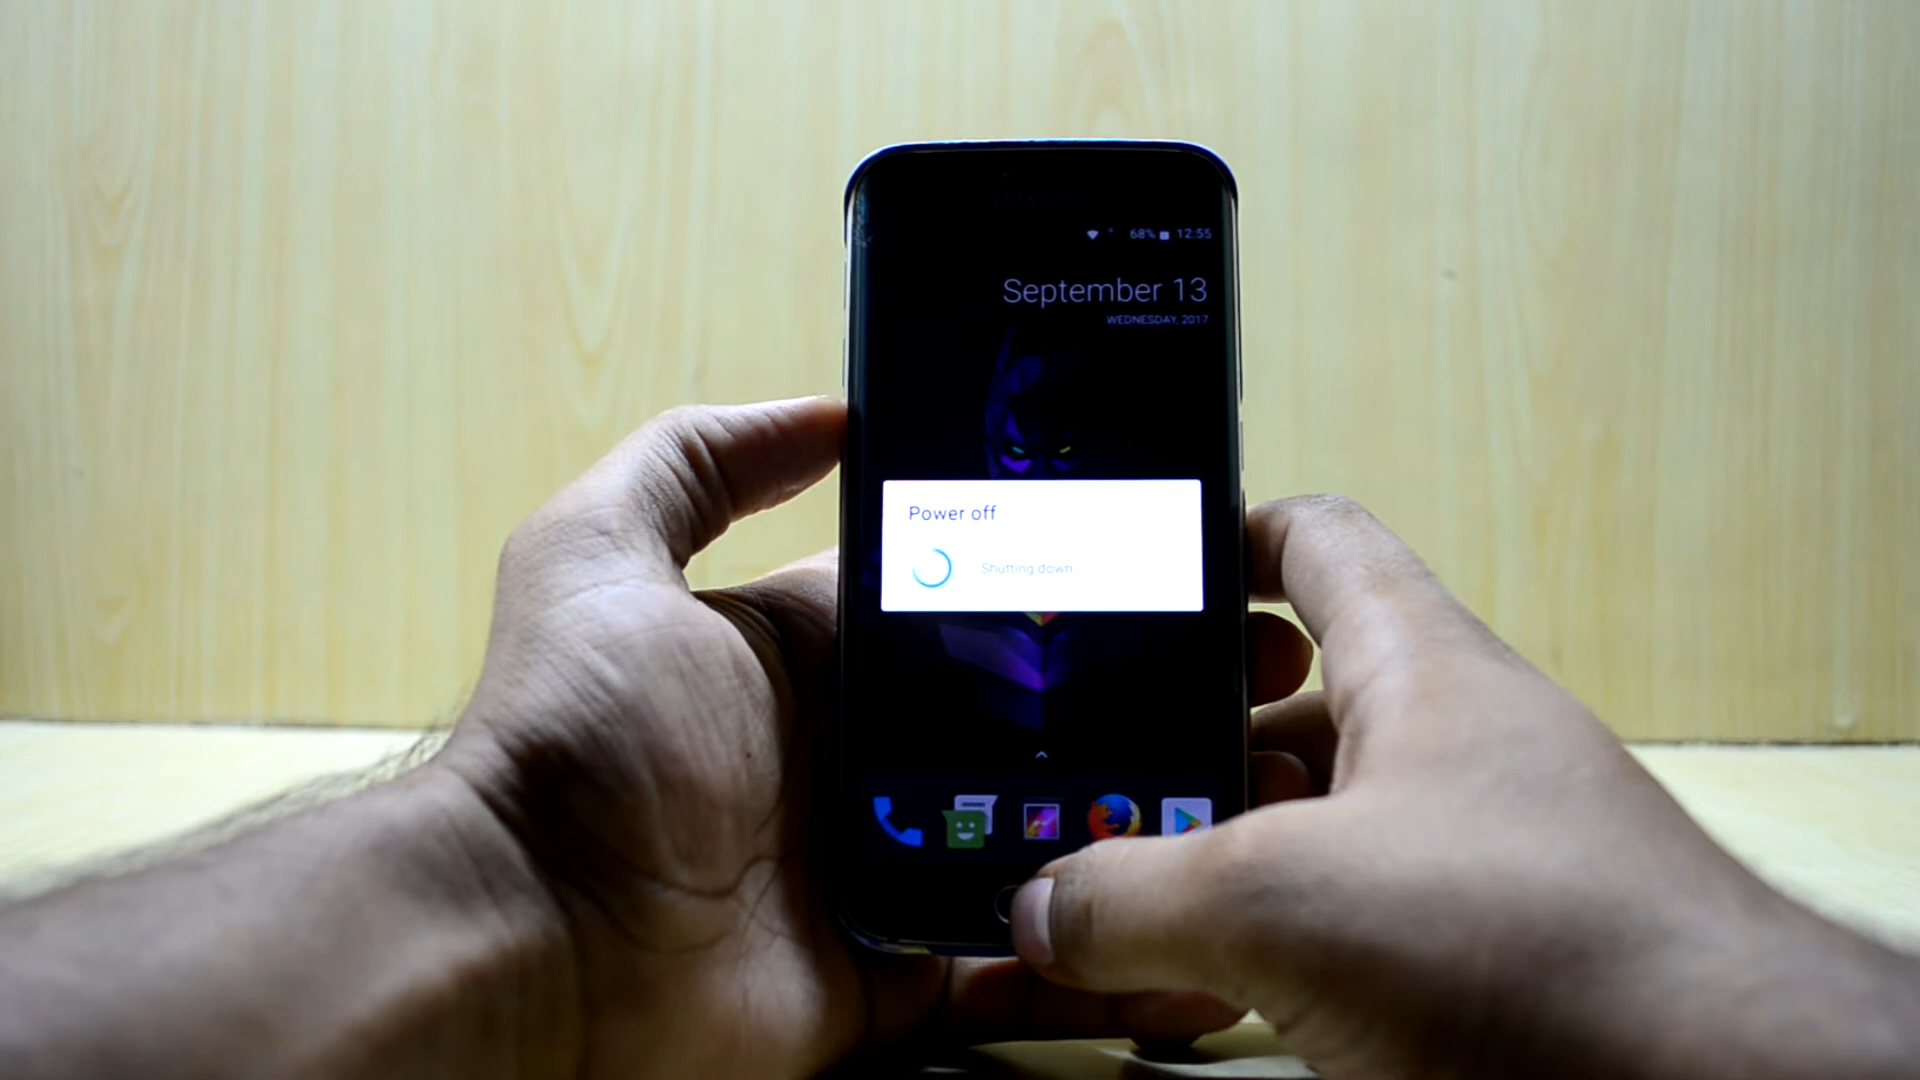 68% 12:55
September 13
WEDNESDAY, 2017
Power off
Shutting down...